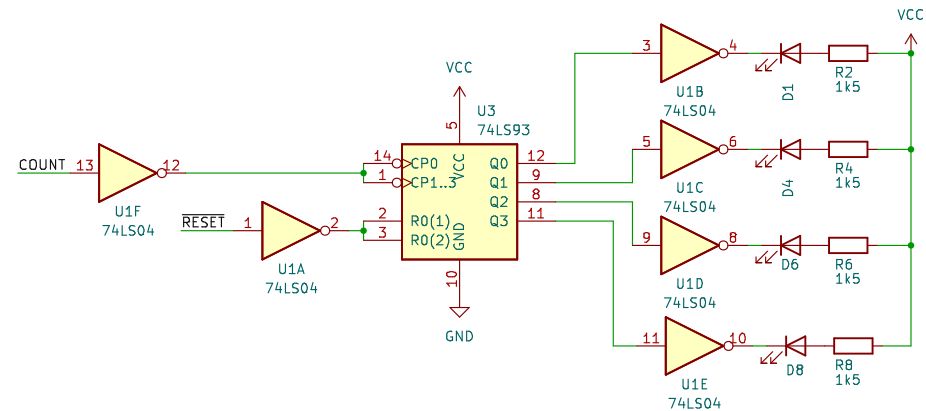 VCC
3
4
U1B
74LS04
D1
R2
1k5
VCC
5
U3
74LS93
COUNT
13
12
U1F
74LS04
RESET
1
2
U1A
74LS04
14
CP0
1
CP1..3
2
R0(1)
3
R0(2)
VCC
GND
Q0
12
Q1
9
Q2
8
Q3
11
10
GND
5
6
U1C
74LS04
D4
R4
1k5
9
8
U1D
74LS04
D6
R6
1k5
11
10
U1E
74LS04
D8
R8
1k5